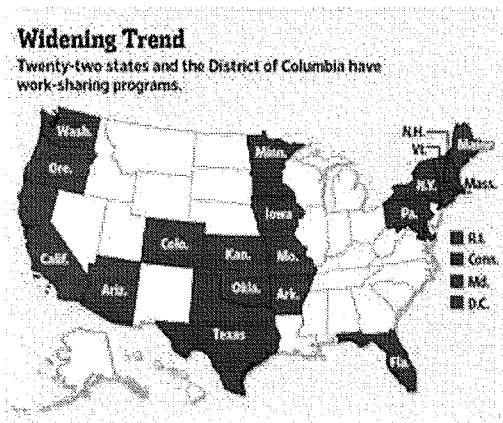 Widening Trend
Twenty-two states and the District of Columbia have
work-sharing programs.
Wash.
Ore.
Calif.
Ariz.
Colo.
Texas
Kan.
Okla.
Minn.
Iowa
Mo.
Ark.
Fla.
N.H.
Vt.
Maine
N.Y.
Mass.
Pa.
R.I.
Conn.
Md.
D.C.